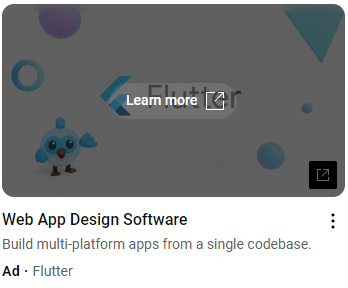 Flutter
Learn more
Web App Design Software
Build multi-platform apps from a single codebase.
Ad · Flutter